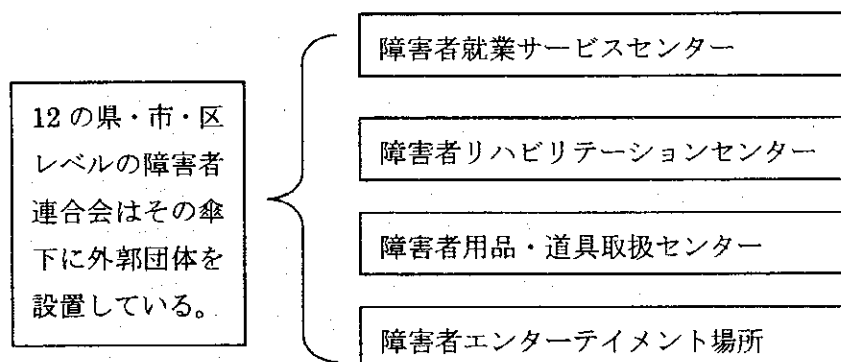 12の県・市・区
レベルの障害者
連合会はその傘
下に外郭団体を
設置している。
障害者就業サービスセンター
障害者リハビリテーションセンター
障害者用品・道具取扱センター
障害者エンターテイメント場所